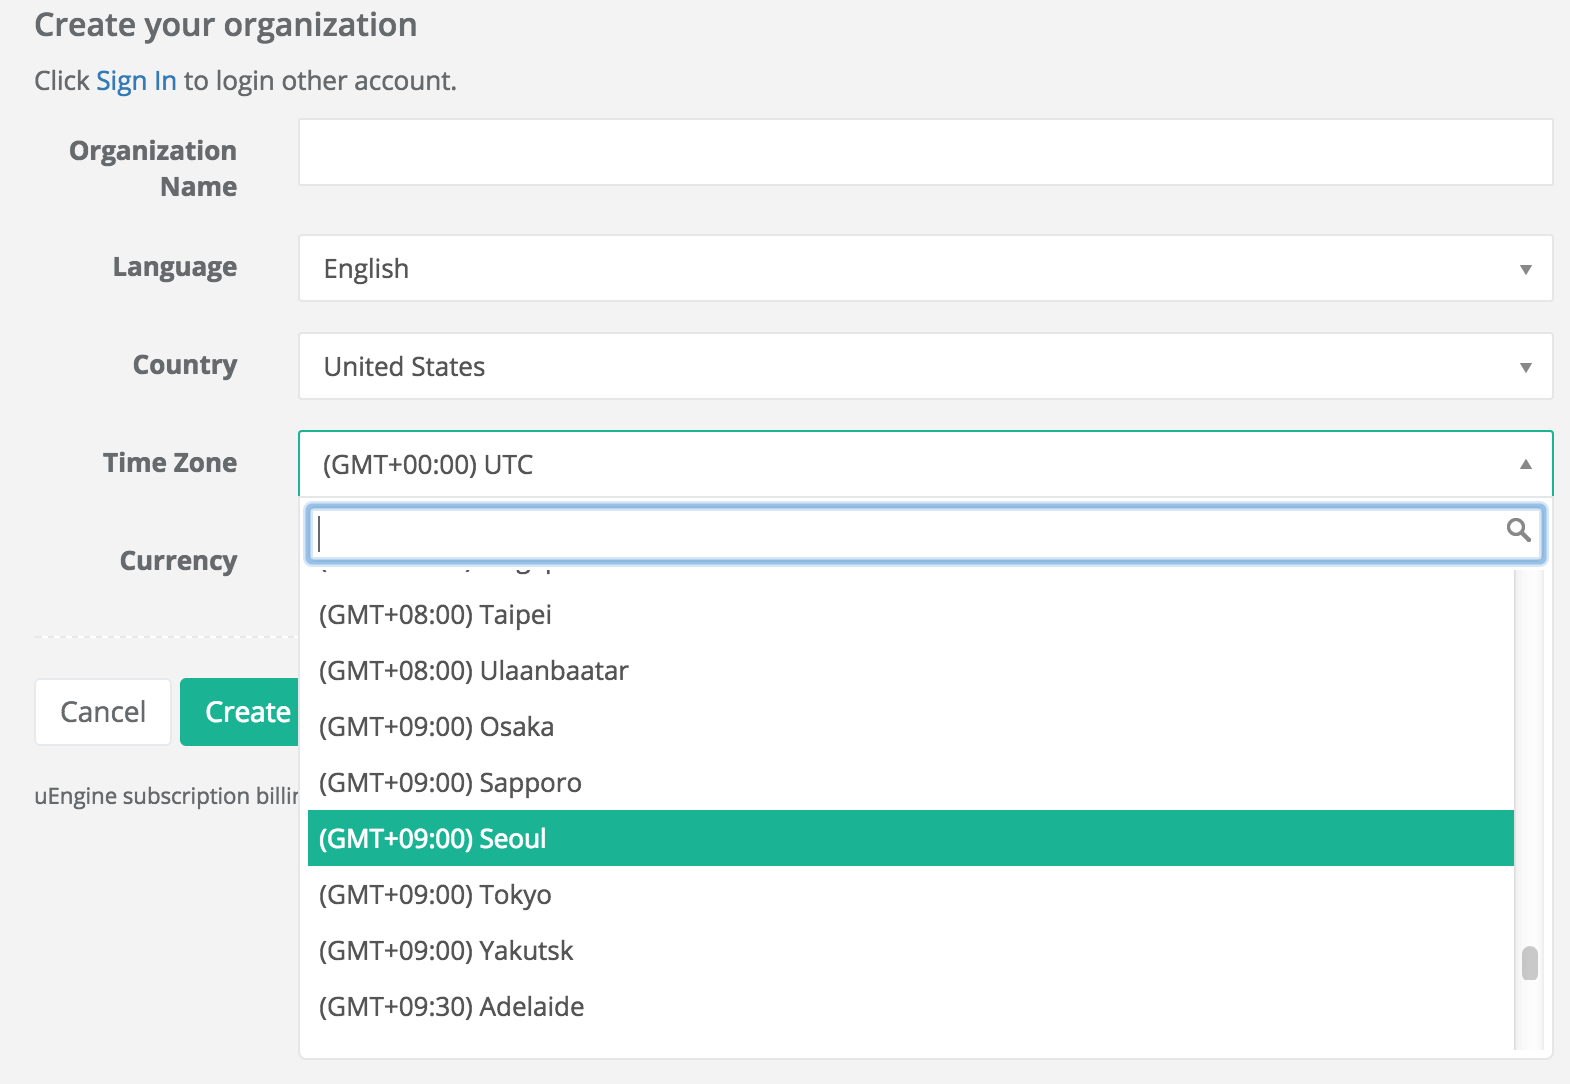 Create your organization
Click Sign In to login other account.
Organization
Name
Language
English
Country
United States
Time Zone
(GMT+00:00) UTC
Currency
(GMT+08:00) Taipei
(GMT+08:00) Ulaanbaatar
(GMT+09:00) Osaka
(GMT+09:00) Sapporo
(GMT+09:00) Seoul
(GMT+09:00) Tokyo
(GMT+09:00) Yakutsk
(GMT+09:30) Adelaide
Cancel
Create
uEngine subscription